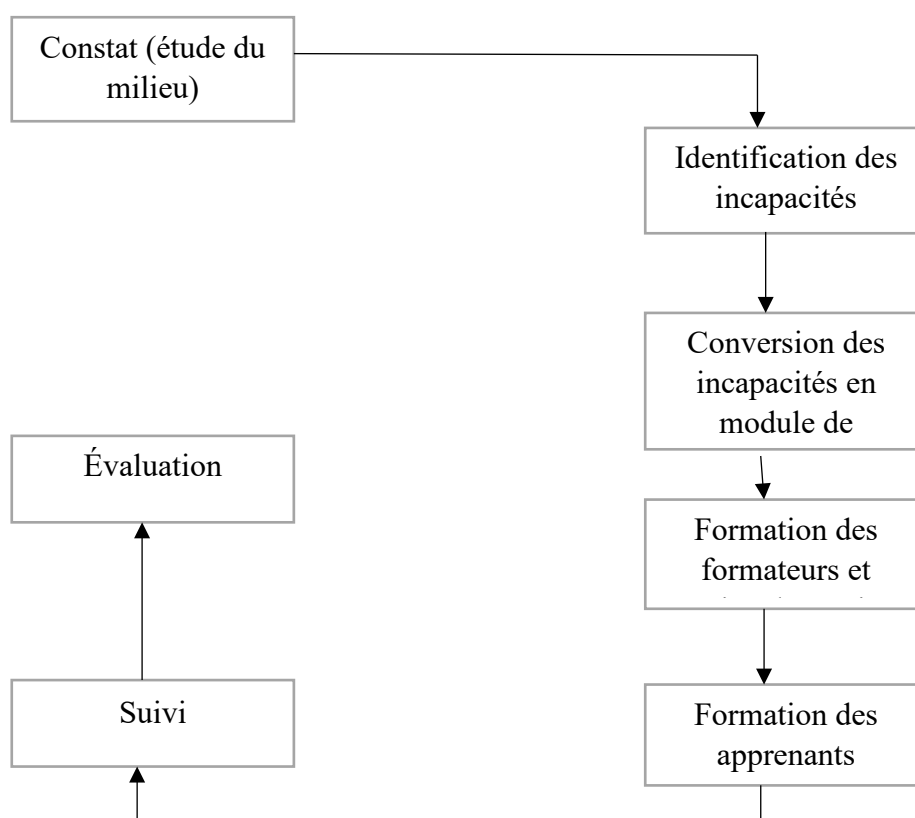 Constat (étude du
milieu)
Identification des
incapacités
Conversion des
incapacités en
module de
Formation des
formateurs et
Formation des
apprenants
Suivi
Évaluation